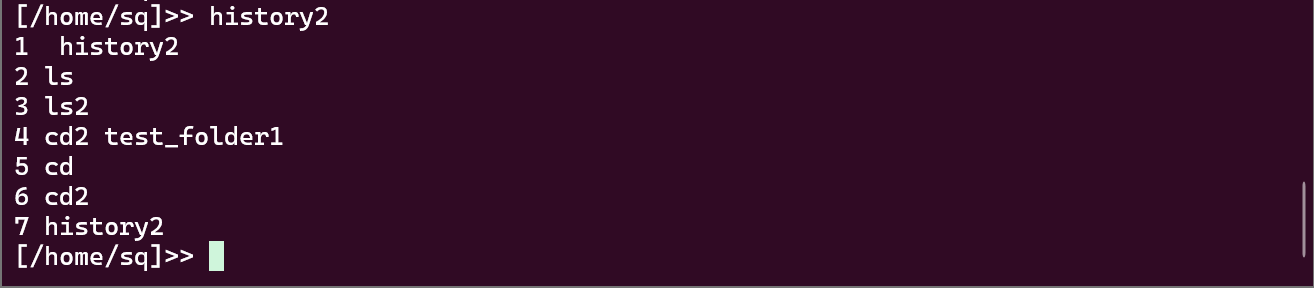 [/home/sq]>> history2
1  history2
2 ls
3 ls2
4 cd2 test_folder1
5 cd
6 cd2
7 history2
[/home/sq]>>